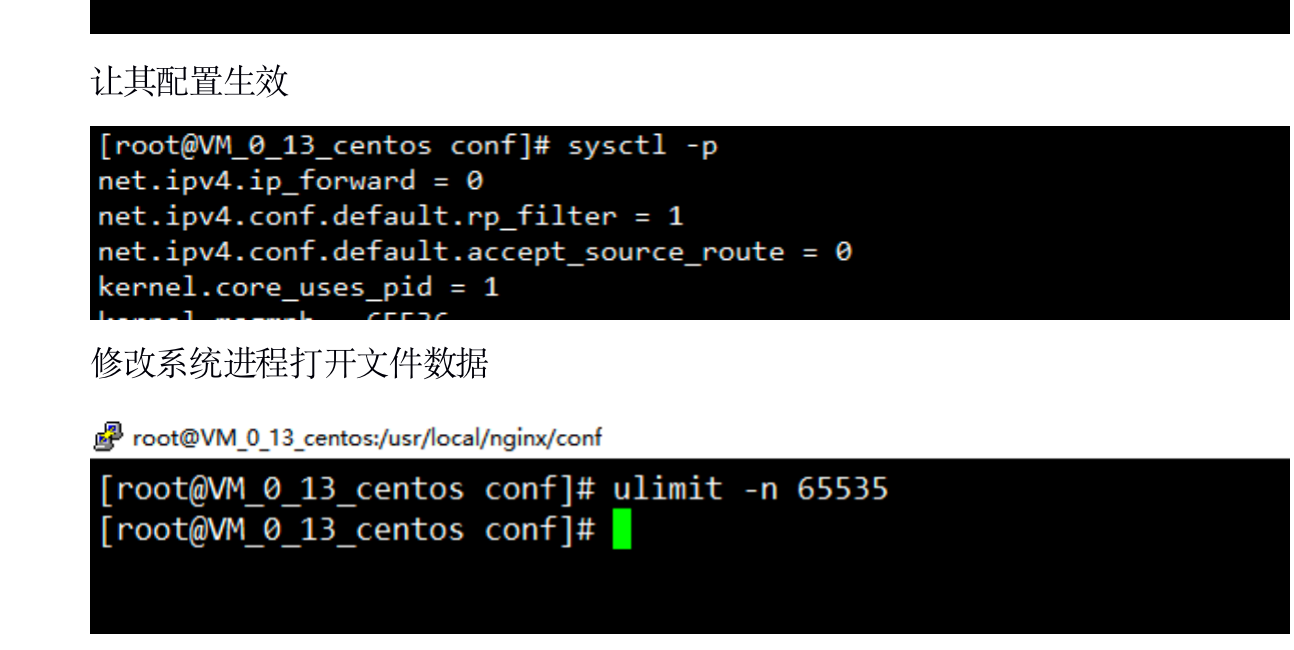 让其配置生效
[root@VM_0_13_centos conf]# sysctl -p
net.ipv4.ip_forward = 0
net.ipv4.conf.default.rp_filter = 1
net.ipv4.conf.default.accept_source_route = 0
kernel.core_uses_pid = 1
修改系统进程打开文件数据
root@VM_0_13_centos:/usr/local/nginx/conf
[root@VM_0_13_centos conf]# ulimit -n 65535
[root@VM_0_13_centos conf]#